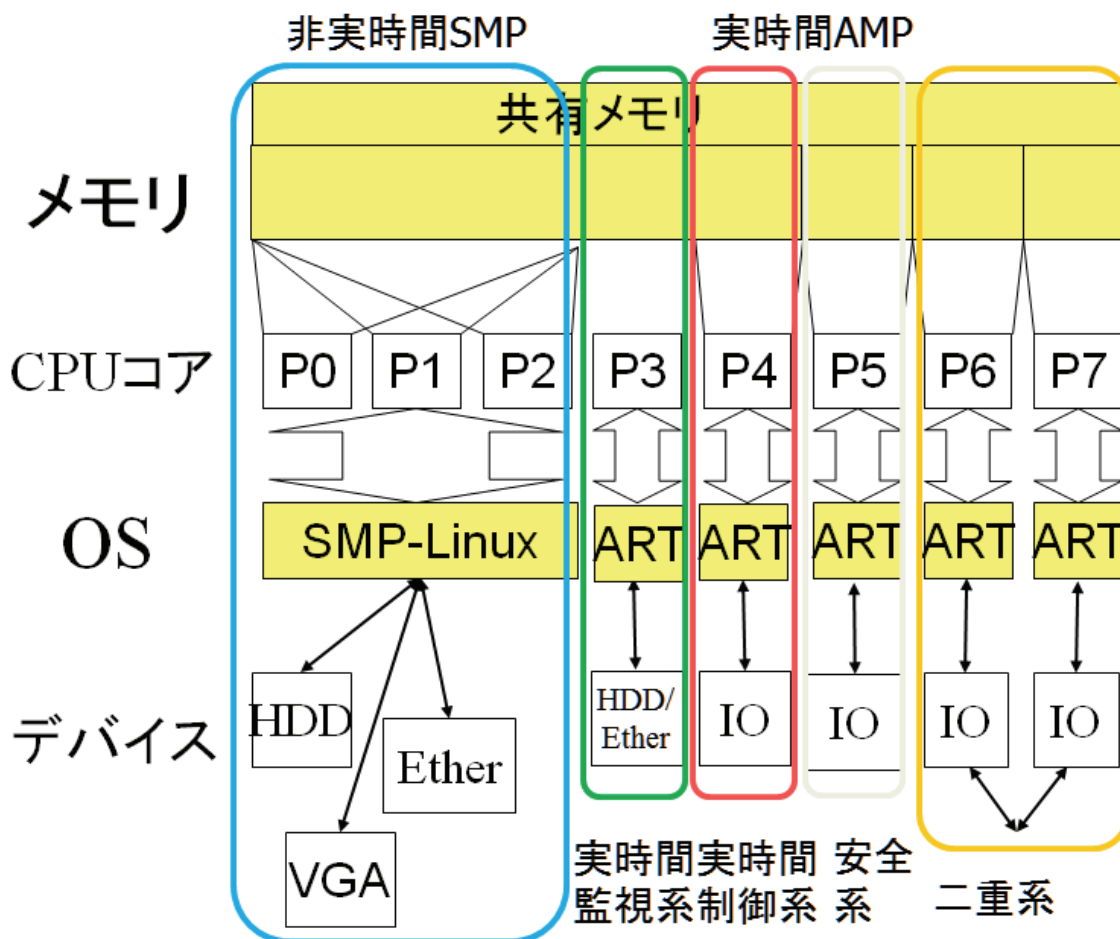 非実時間SMP
実時間AMP
共有メモリ
メモリ
CPUコア
P0
P1
P2
P3
P4
P5
P6
P7
OS
SMP-Linux
ART
ART
ART
ART
ART
デバイス
HDD
Ether
VGA
HDD/
Ether
IO
IO
IO
IO
実時間
監視系
実時間
制御系
安全
系
二重系